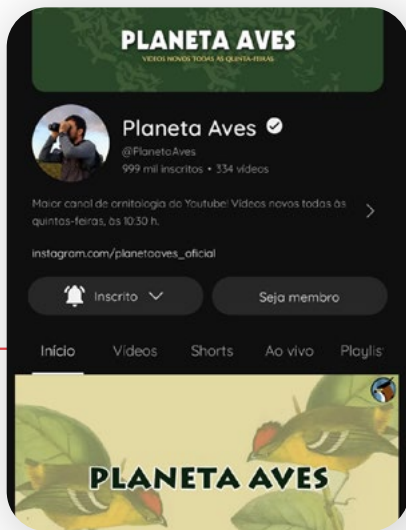 PLANETA AVES
VIDEOS NOVOS TODAS AS QUINTA-FEIRAS
Planeta Aves
@PlanetaAves
999 mil inscritos • 334 vídeos
Maior canal de ornitologia do Youtube! Vídeos novos todas às
quintas-feiras, às 10:30 h.
instagram.com/planetaaves_oficial
Inscrito
Seja membro
Início Vídeos Shorts Ao vivo Playlis
PLANETA AVES